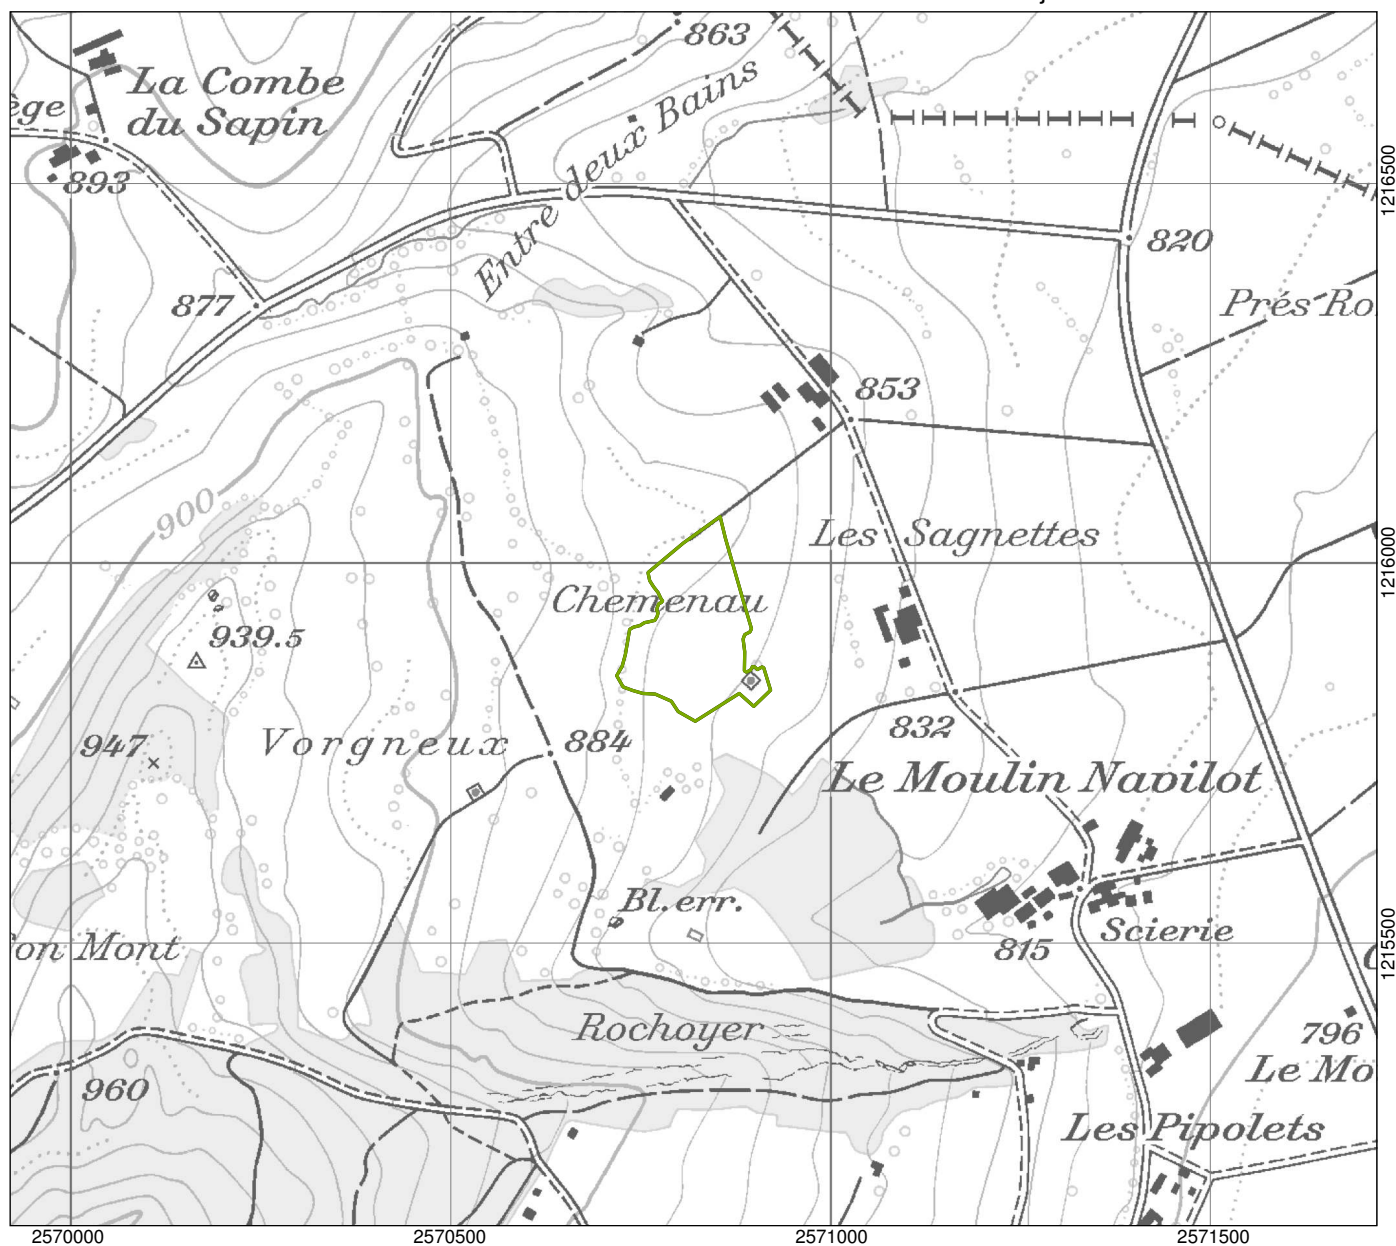 863
La Combe
du Sapin
ège
Entre deux Bains
893
1216500
820
877
Prés Ro
853
900
Les Sagnettes
1216000
Chemenau
939.5
832
884
Vorgneux
947
Le Moulin Navilot
Bl. err.
Scierie
815
on Mont
1215500
Rochoyer
796
Le Mo
960
Les Pipolets
2570000
2570500
2571000
2571500